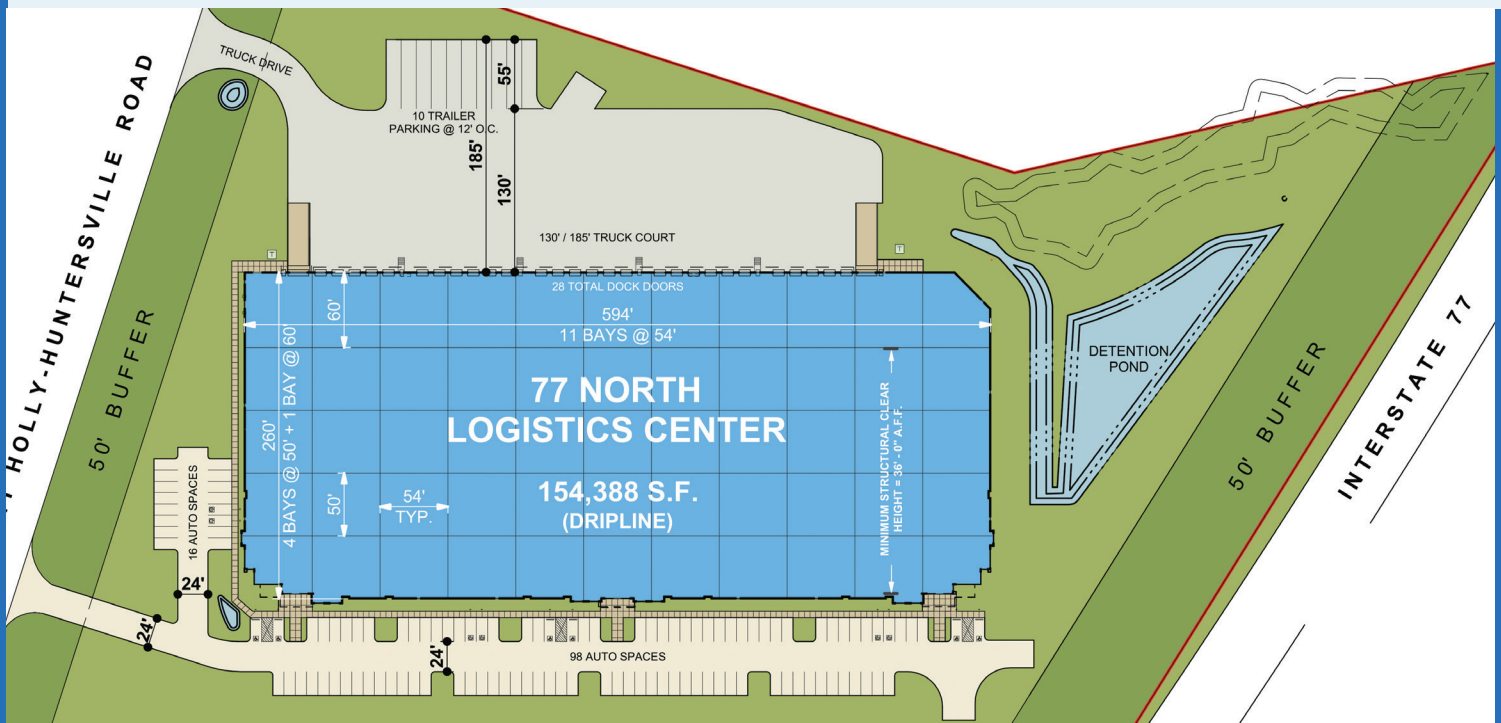 TRUCK DRIVE
55'
10 TRAILER
PARKING @ 12' O.C.
185'
130'
130' / 185' TRUCK COURT
T
T
HOLLY-HUNTERSVILLE ROAD
50' BUFFER
28 TOTAL DOCK DOORS
60'
594'
11 BAYS @ 54'
260'
4 BAYS @ 50' + 1 BAY @ 60'
77 NORTH
LOGISTICS CENTER
154,388 S.F.
(DRIPLINE)
50'
54'
TYP.
MINIMUM STRUCTURAL CLEAR
HEIGHT = 36' - 0" A.F.F.
DETENTION
POND
50' BUFFER
INTERSTATE 77
16 AUTO SPACES
24'
24'
24'
98 AUTO SPACES